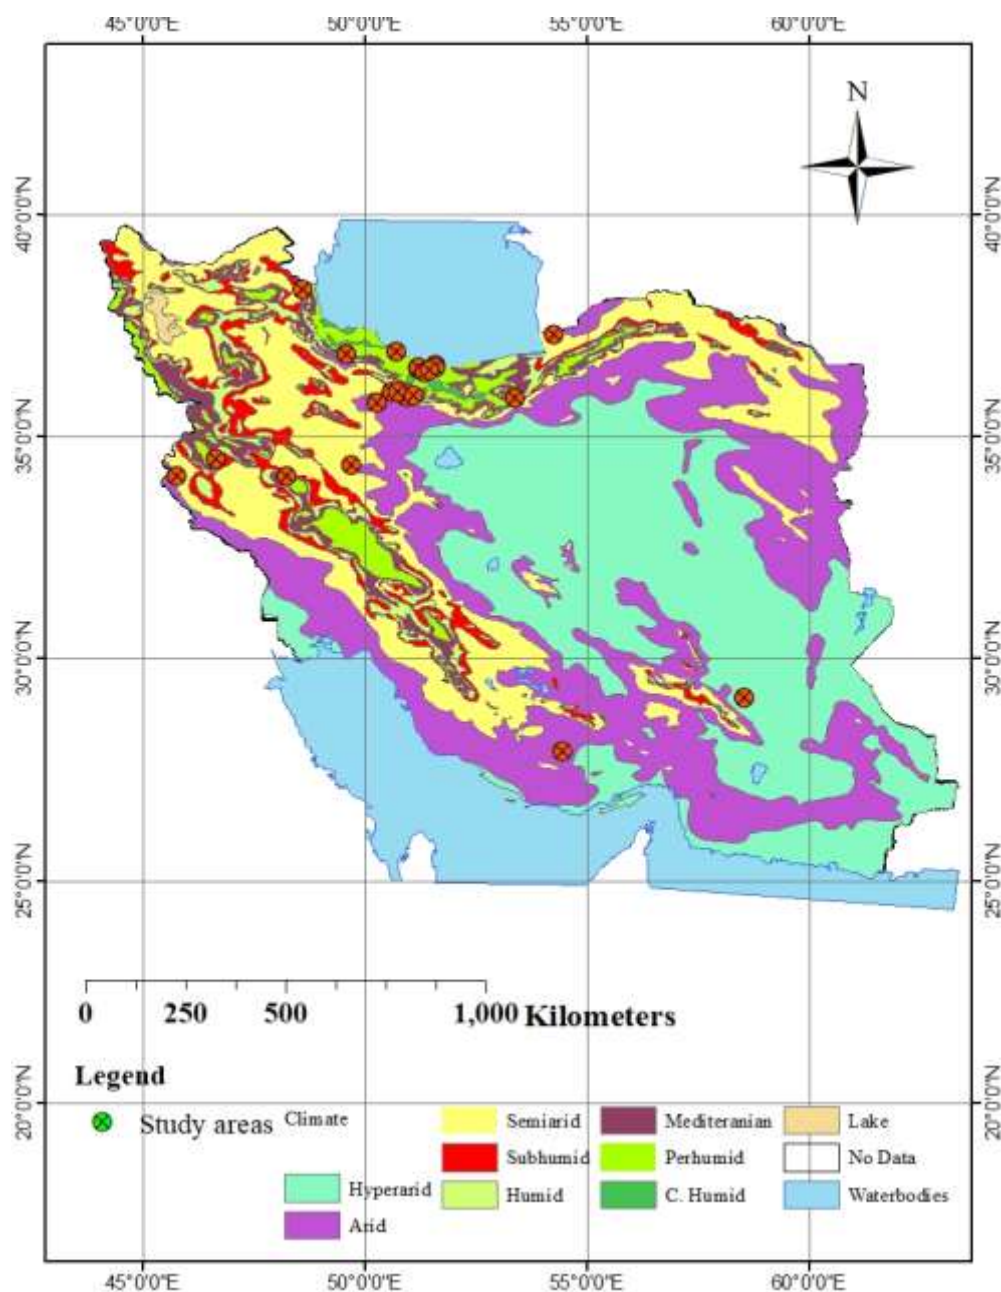 45°0'0"E 50°0'0"E 55°0'0"E 60°0'0"E
N
40°0'0"N 40°0'0"N
35°0'0"N 35°0'0"N
30°0'0"N 30°0'0"N
25°0'0"N 25°0'0"N
0 250 500 1,000 Kilometers
Legend
20°0'0"N 20°0'0"N
Study areas Climate Semiarid Mediteranian Lake
Subhumid Perhumid No Data
Hyperarid Humid C. Humid Waterbodies
Arid
45°0'0"E 50°0'0"E 55°0'0"E 60°0'0"E